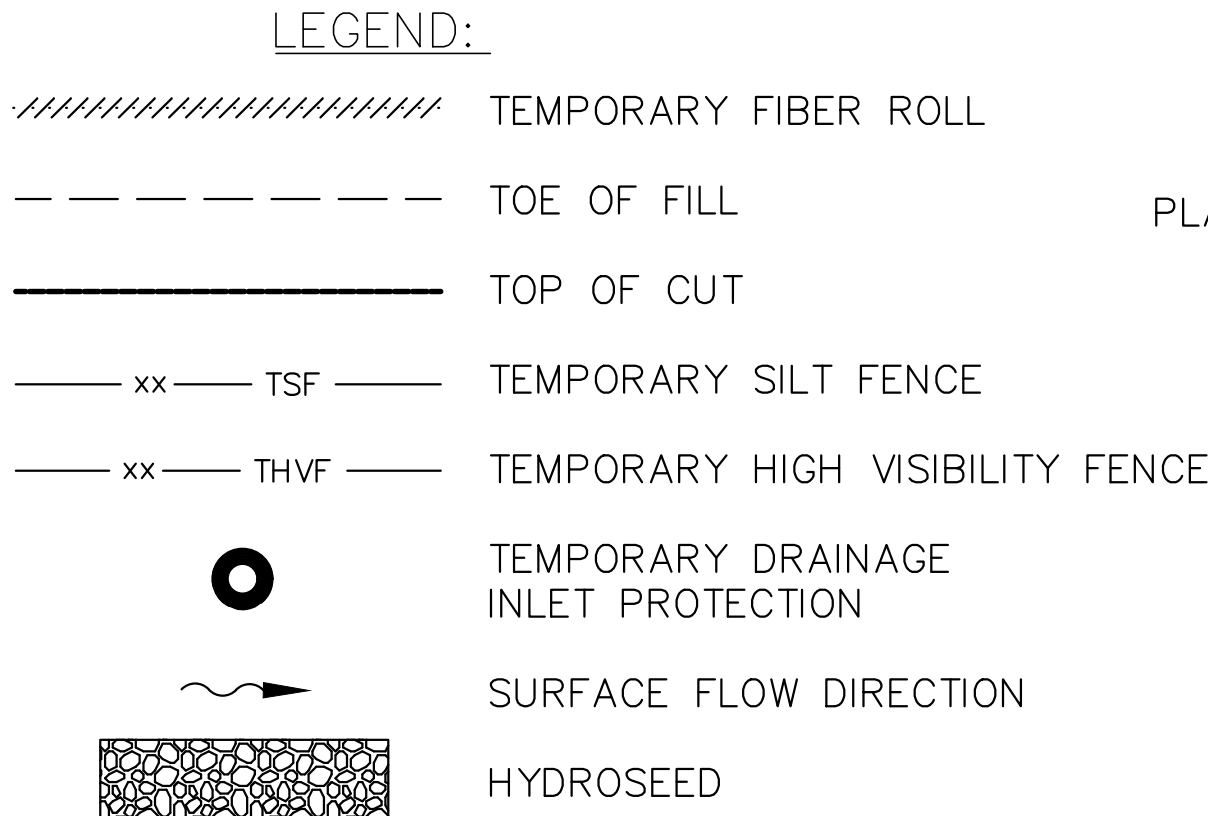 LEGEND:
TEMPORARY FIBER ROLL
TOE OF FILL
PLA
TOP OF CUT
xx TSF TEMPORARY SILT FENCE
xx THVF TEMPORARY HIGH VISIBILITY FENCE
TEMPORARY DRAINAGE
INLET PROTECTION
SURFACE FLOW DIRECTION
HYDROSEED